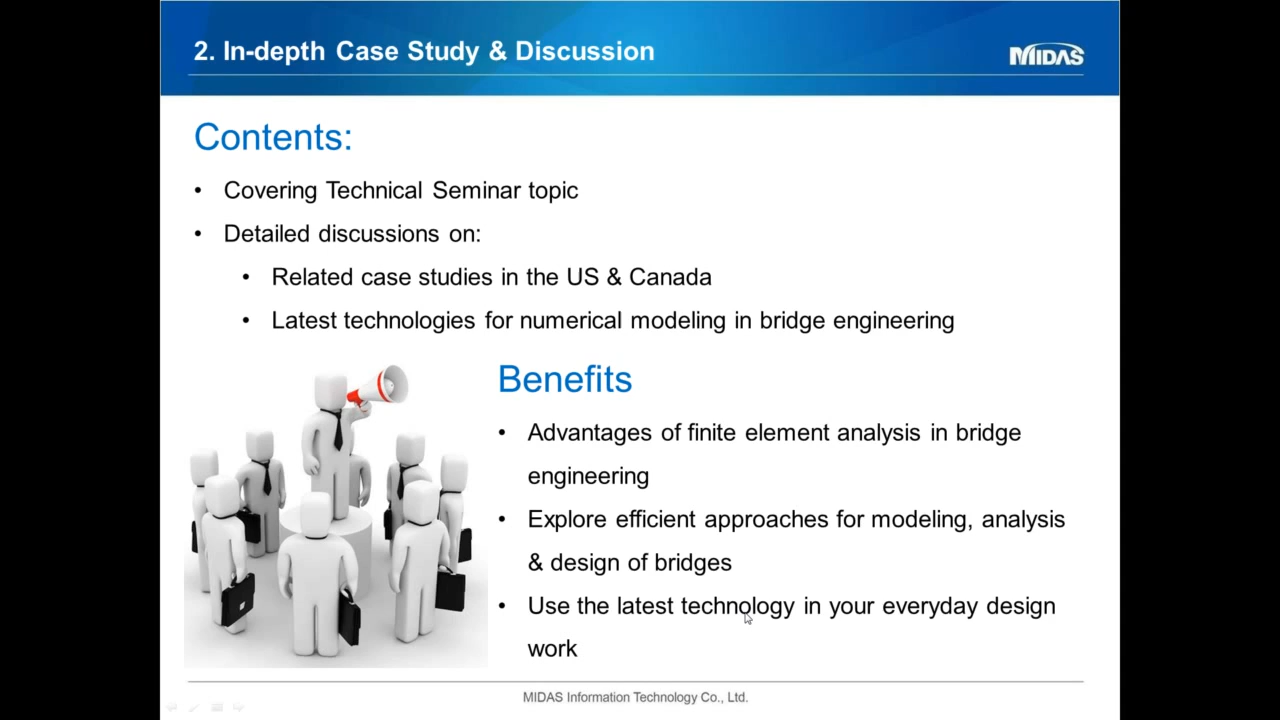 2. In-depth Case Study & Discussion
MIDAS
Contents:
• Covering Technical Seminar topic
• Detailed discussions on:
• Related case studies in the US & Canada
• Latest technologies for numerical modeling in bridge engineering
Benefits
• Advantages of finite element analysis in bridge
engineering
• Explore efficient approaches for modeling, analysis
& design of bridges
• Use the latest technology in your everyday design
work
MIDAS Information Technology Co., Ltd.